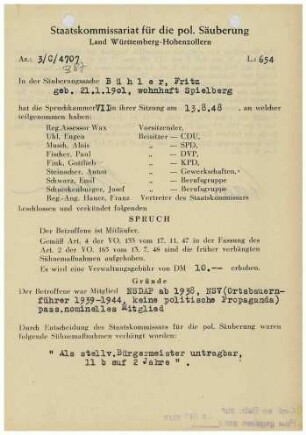 Staatskommissariat für die pol. Säuberung
Land Württemberg-Hohenzollern
Az.: 3/C/4707 L: 654
In der Säuberungssache B ü h l e r , Fritz
geb. 21.1.1901, wohnhaft Spielberg
hat die Spruchkammer VII in ihrer Sitzung am 13.8.48 , an welcher
teilgenommen haben:
Reg.Assessor Wax Vorsitzender,
Uhl, Eugen Beisitzer – CDU,
Musch, Alois „ – SPD,
Fischer, Paul „ – DVP,
Fink, Gottlieb „ – KPD,
Steinacher, Anton „ – Gewerkschaften,
Schwarz, Emil „ – Berufsgruppe
Schankenburger, Josef „ – Berufsgruppe
Reg.-Ang. Hauer, Franz Vertreter des Staatskommissars
beschlossen und verkündet folgenden
SPRUCH
Der Betroffene ist Mitläufer.
Gemäß Art. 4 der VO. 133 vom 17. 11. 47 in der Fassung des
Art. 2 der VO. 165 vom 13. 7. 48 sind die früher verhängten
Sühnemaßnahmen aufgehoben.
Es wird eine Verwaltungsgebühr von DM 10.-- erhoben.
Gründe
Der Betroffene war Mitglied NSDAP ab 1938, NSV(Ortsbauern-
führer 1939-1944, keine politische Propaganda)
pass.nominelles Mitglied
Durch Entscheidung des Staatskommissars für die pol. Säuberung waren
folgende Sühnemaßnahmen verhängt worden:
" Als stellv.Bürgermeister untragbar,
11 b auf 2 Jahre " .